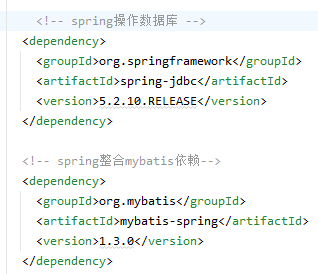 <!-- spring操作数据库 -->
<dependency>
<groupId>org.springframework</groupId>
<artifactId>spring-jdbc</artifactId>
<version>5.2.10.RELEASE</version>
</dependency>
<!-- spring整合mybatis依赖-->
<dependency>
<groupId>org.mybatis</groupId>
<artifactId>mybatis-spring</artifactId>
<version>1.3.0</version>
</dependency>